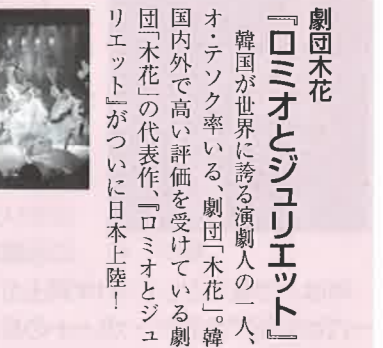 劇団木花
『ロミオとジュリエット』
韓国が世界に誇る演劇人の一人、
オ・テソク率いる、劇団「木花」。韓
国内外で高い評価を受けている劇
団「木花」の代表作、『ロミオとジュ
リエット』がついに日本上陸！